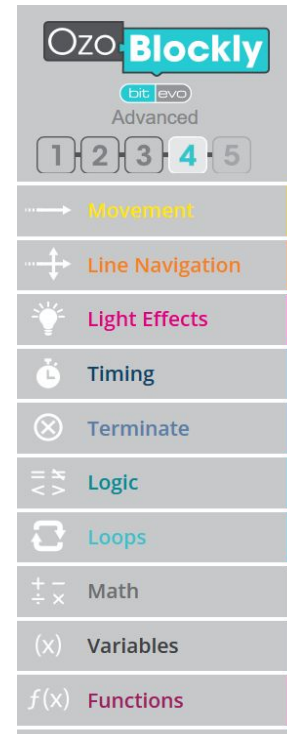 Ozo Blockly
bit evo
Advanced
1 2 3 4 5
Movement
Line Navigation
Light Effects
Timing
Terminate
= ≠ < > Logic
Loops
+ − ÷ × Math
(x) Variables
f(x) Functions